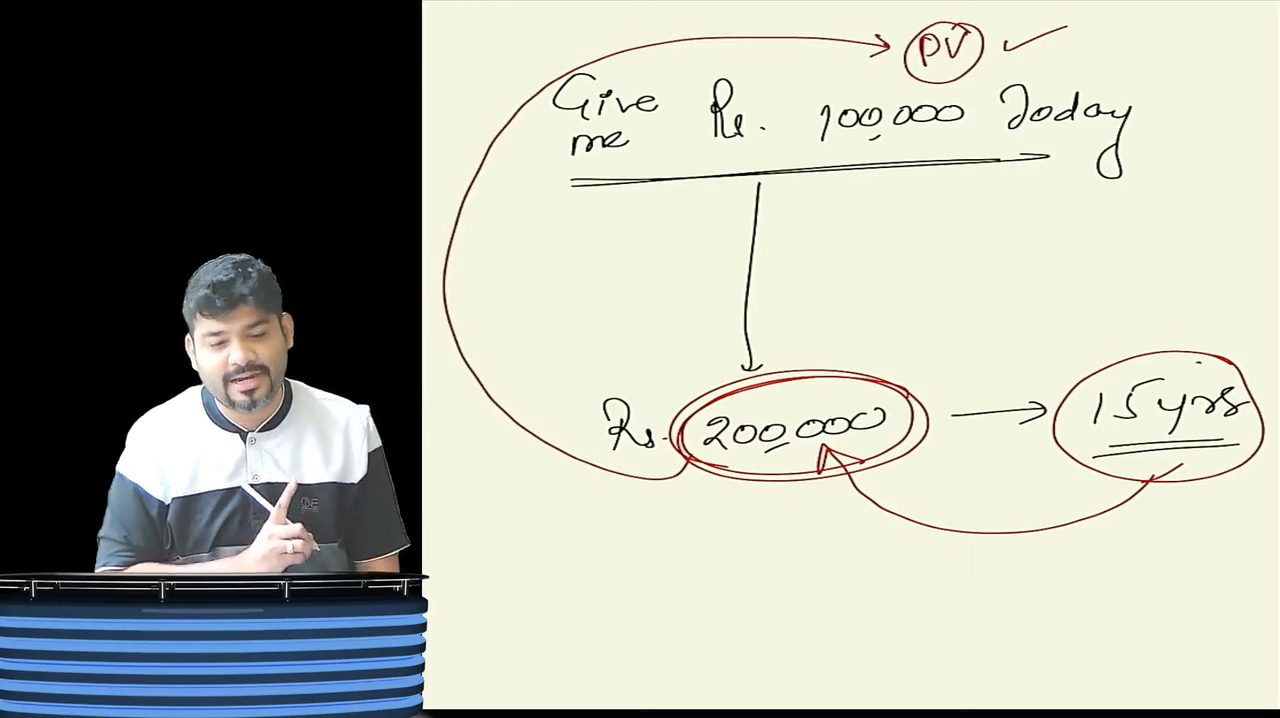 PV
Give me Rs. 100,000 Today
Rs. 200,000 → 15 yrs